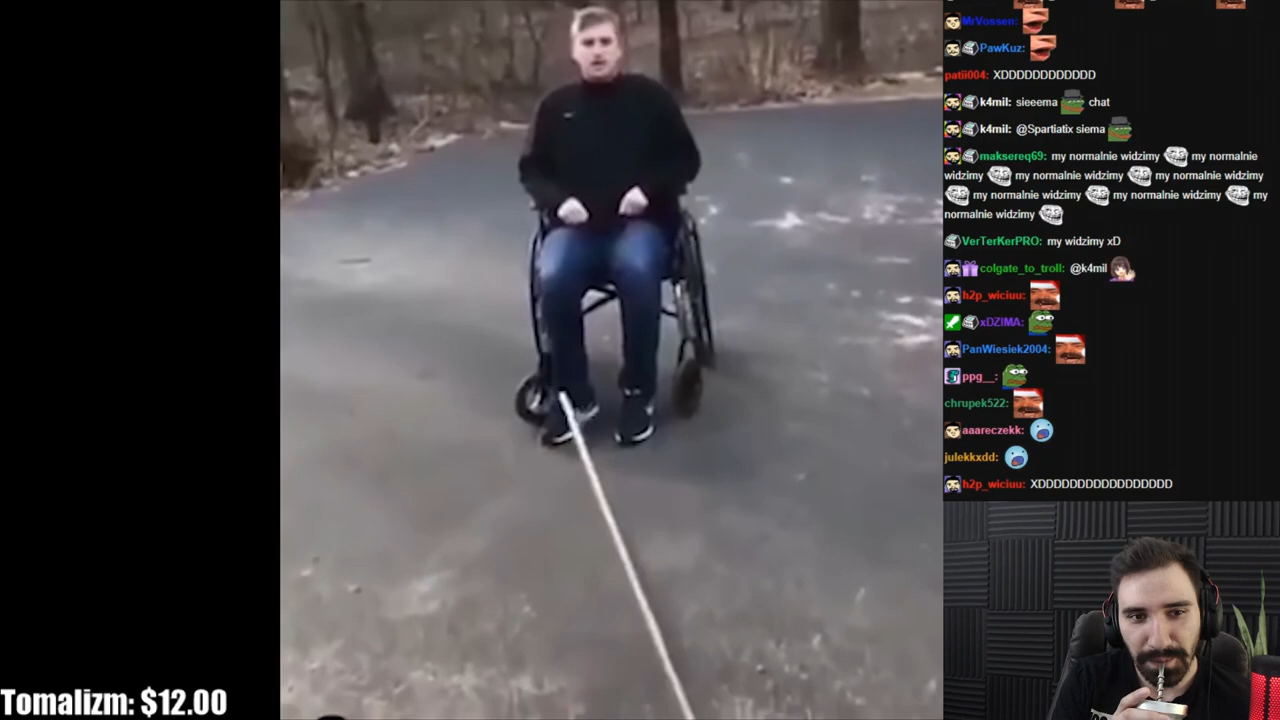 MrVossen:
PawKuz:
patii004: XDDDDDDDDDDDD
k4mil: sieeema chat
k4mil: @Spartiatix siema
maksereq69: my normalnie widzimy my normalnie
widzimy my normalnie widzimy my normalnie widzimy
my normalnie widzimy my normalnie widzimy my
normalnie widzimy
VerTerKerPRO: my widzimy xD
colgate_to_troll: @k4mil
h2p_wiciuu:
xDZIMA:
PanWiesiek2004:
ppg__:
chrupek522:
aaareczekk:
julekkxdd:
h2p_wiciuu: XDDDDDDDDDDDDDDDDD
Tomalizm: $12.00